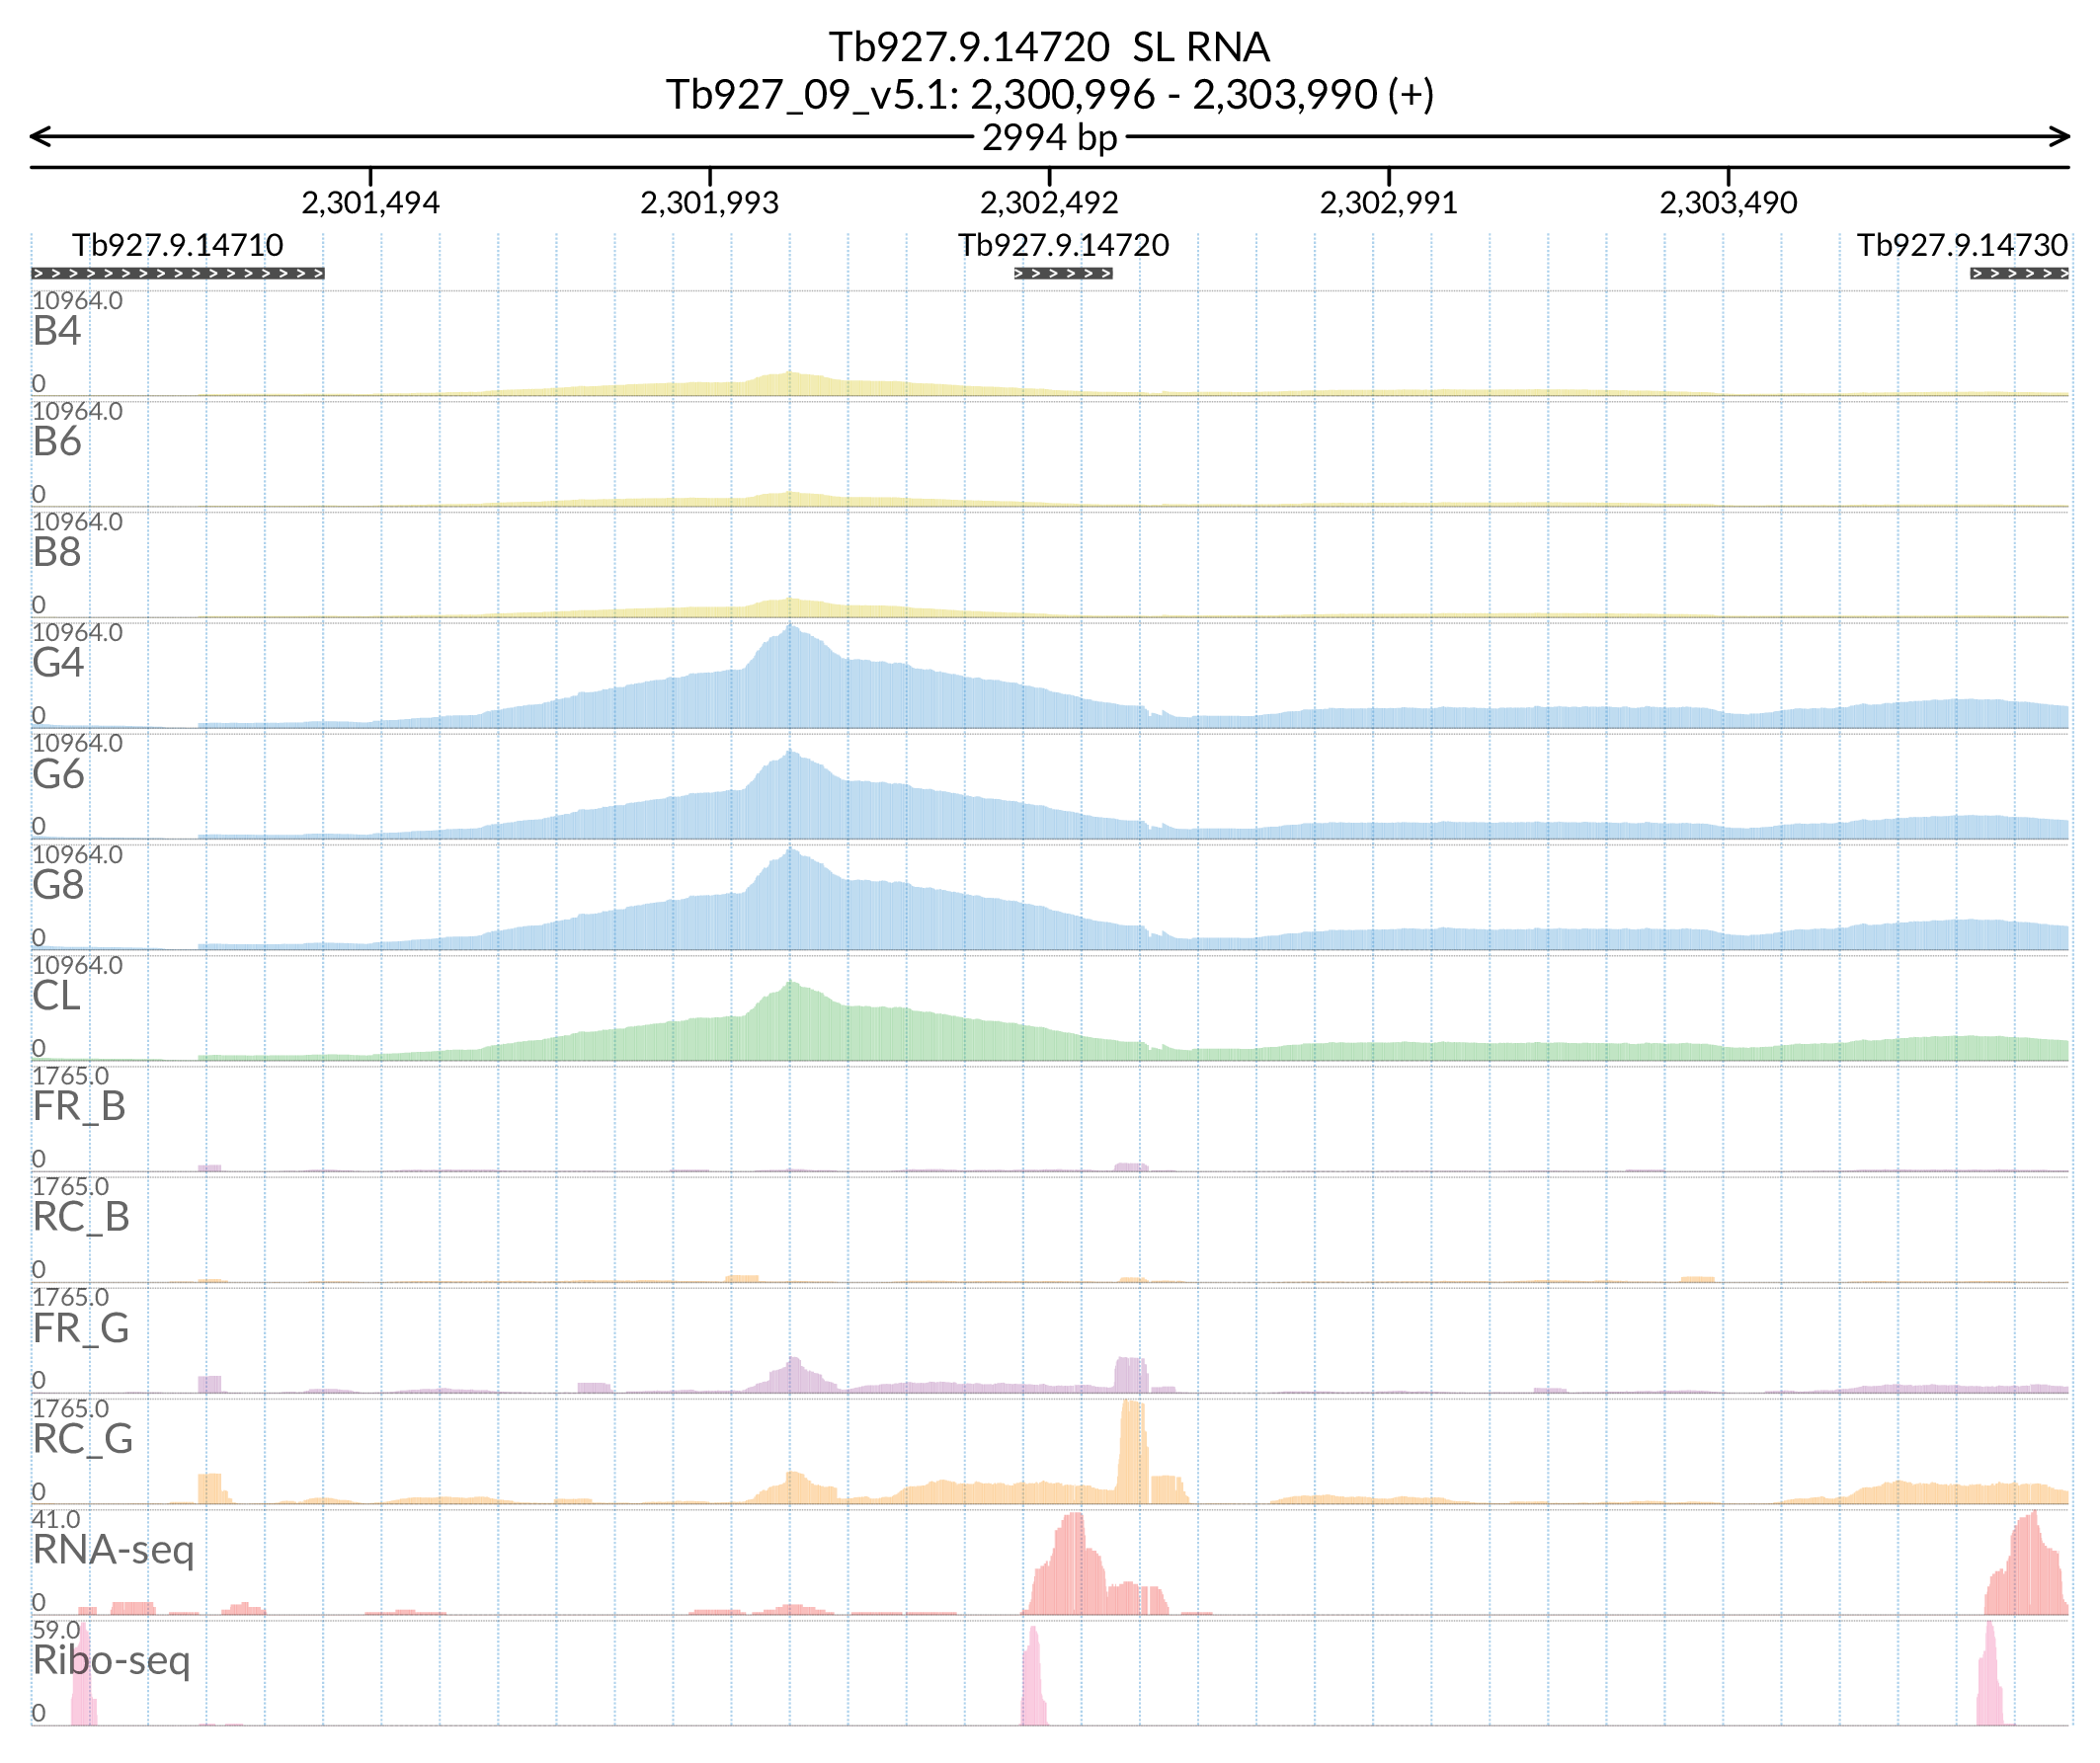 Tb927.9.14720  SL RNA
Tb927_09_v5.1: 2,300,996 - 2,303,990 (+)
2994 bp
2,301,494 2,301,993 2,302,492 2,302,991 2,303,490
Tb927.9.14710 Tb927.9.14720 Tb927.9.14730
10964.0
B4
0
10964.0
B6
0
10964.0
B8
0
10964.0
G4
0
10964.0
G6
0
10964.0
G8
0
10964.0
CL
0
1765.0
FR_B
0
1765.0
RC_B
0
1765.0
FR_G
0
1765.0
RC_G
0
41.0
RNA-seq
0
59.0
Ribo-seq
0